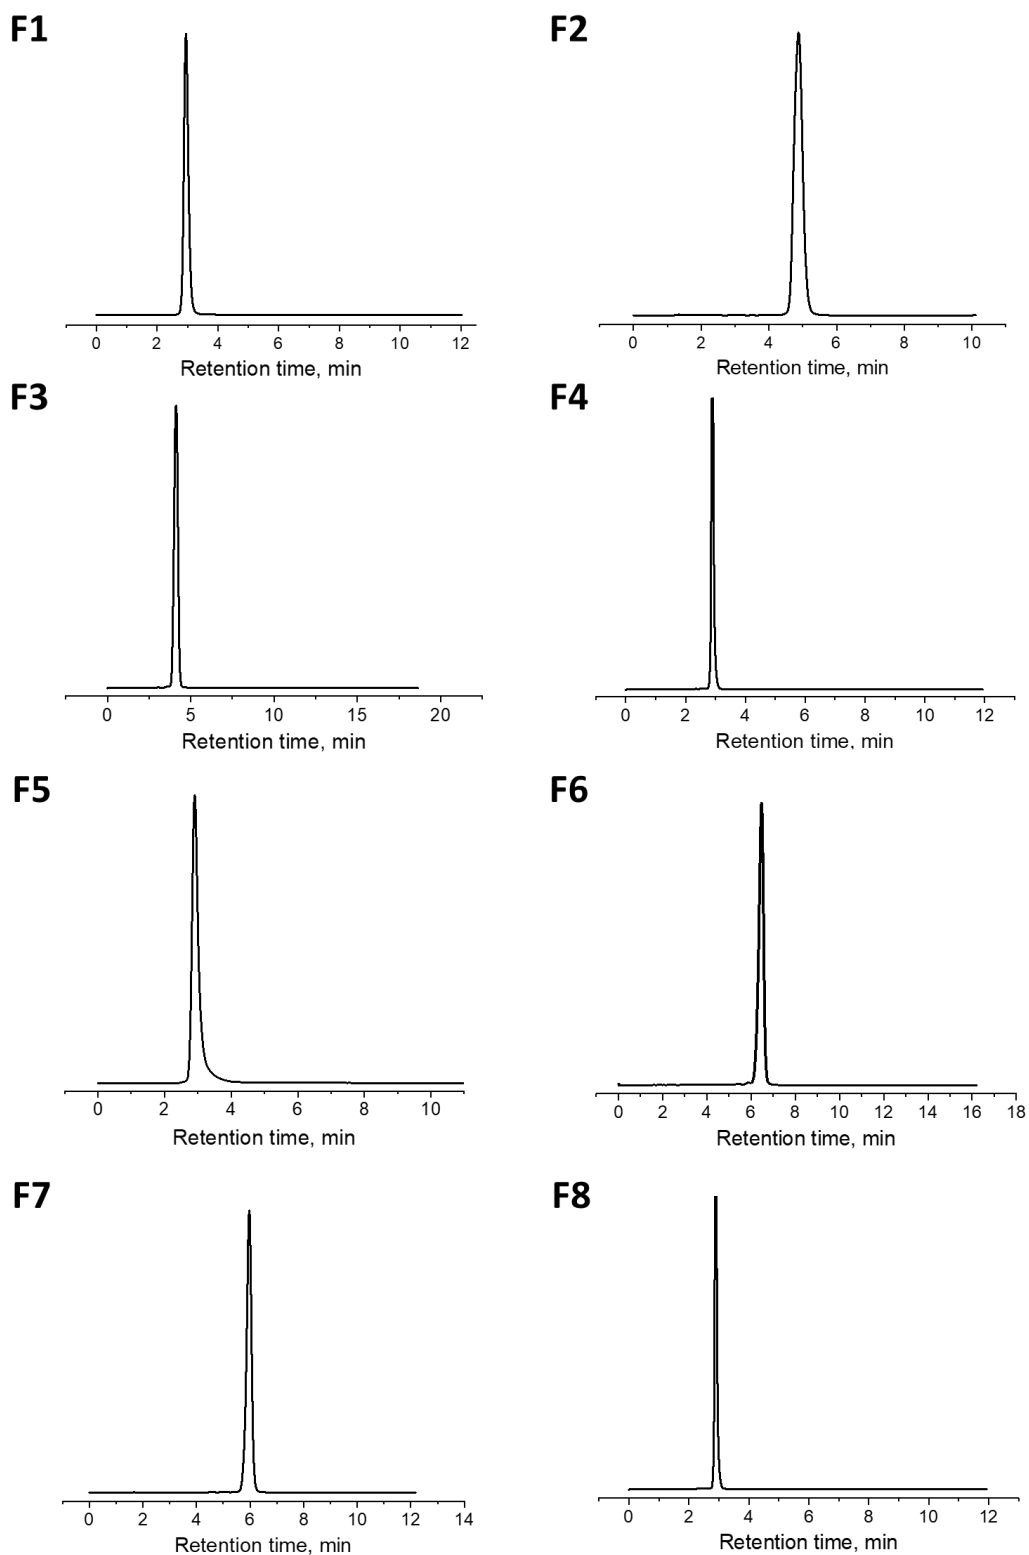 F1
F2
0 2 4 6 8 10 12
Retention time, min
0 2 4 6 8 10
Retention time, min
F3
F4
0 5 10 15 20
Retention time, min
0 2 4 6 8 10 12
Retention time, min
F5
F6
0 2 4 6 8 10
Retention time, min
0 2 4 6 8 10 12 14 16 18
Retention time, min
F7
F8
0 2 4 6 8 10 12 14
Retention time, min
0 2 4 6 8 10 12
Retention time, min